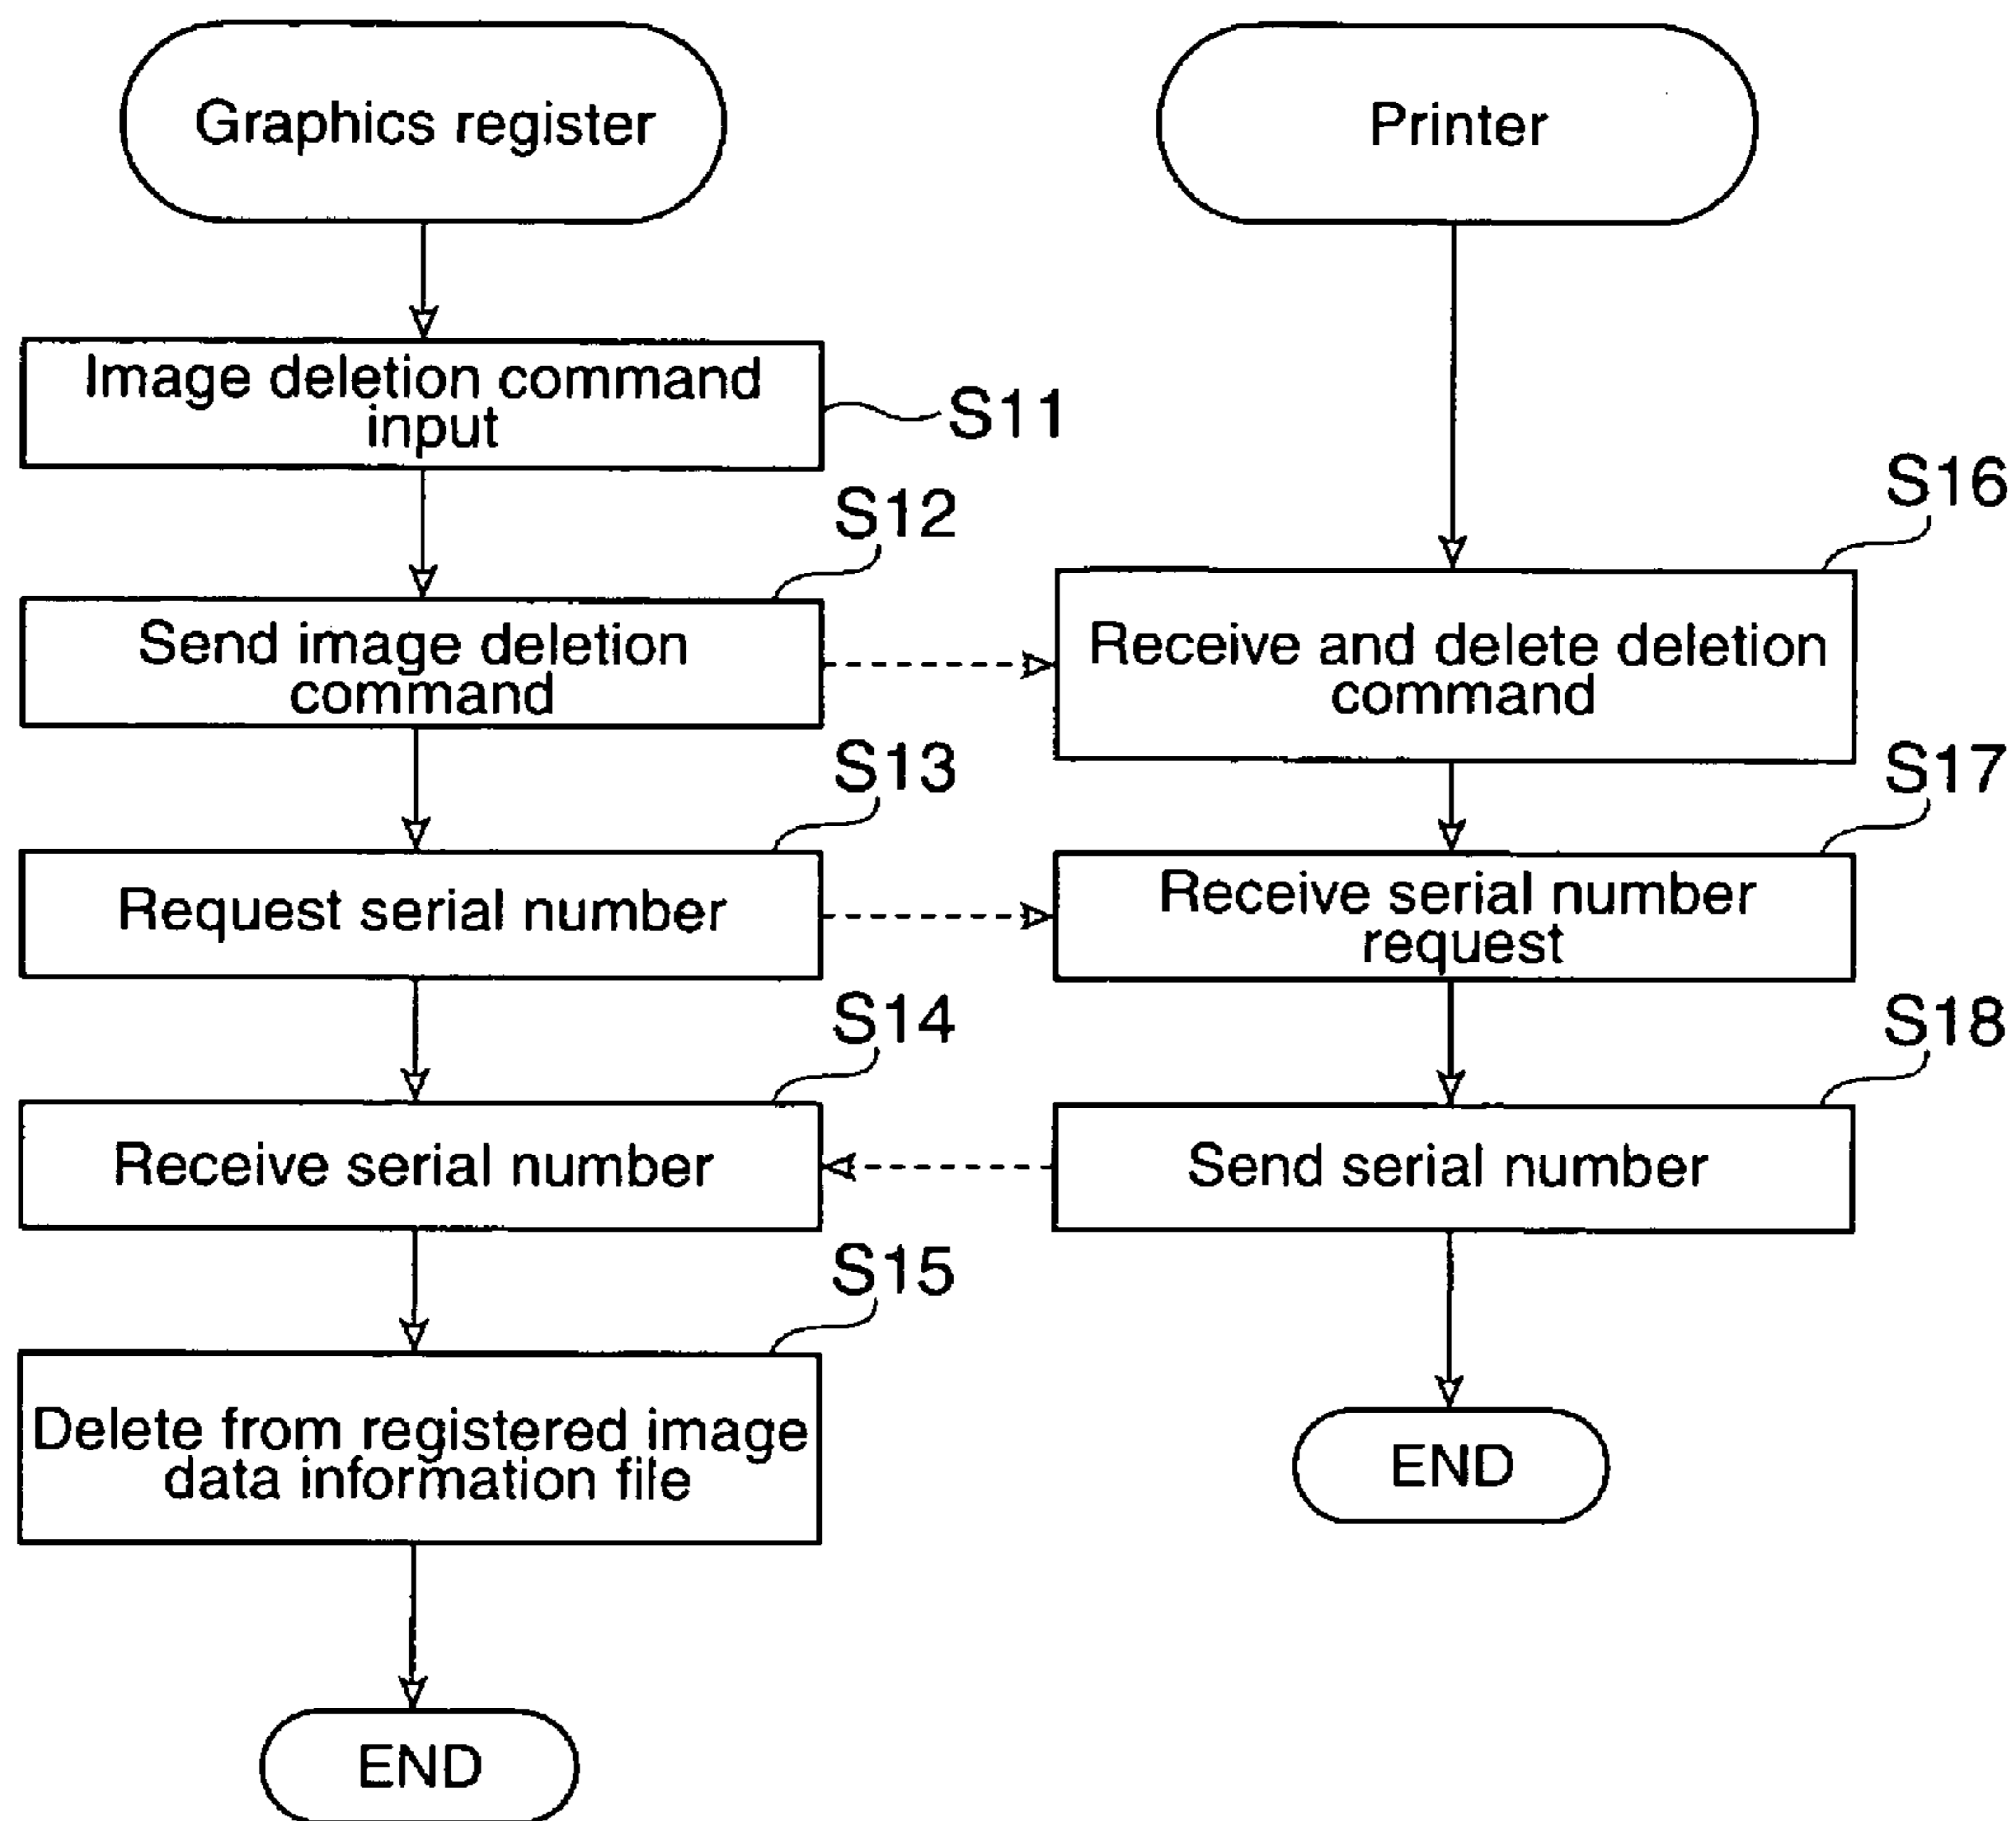 Graphics register
Image deletion command
input
S11
S12
Send image deletion
command
S13
Request serial number
S14
Receive serial number
S15
Delete from registered image
data information file
END
Printer
S16
Receive and delete deletion
command
S17
Receive serial number
request
S18
Send serial number
END